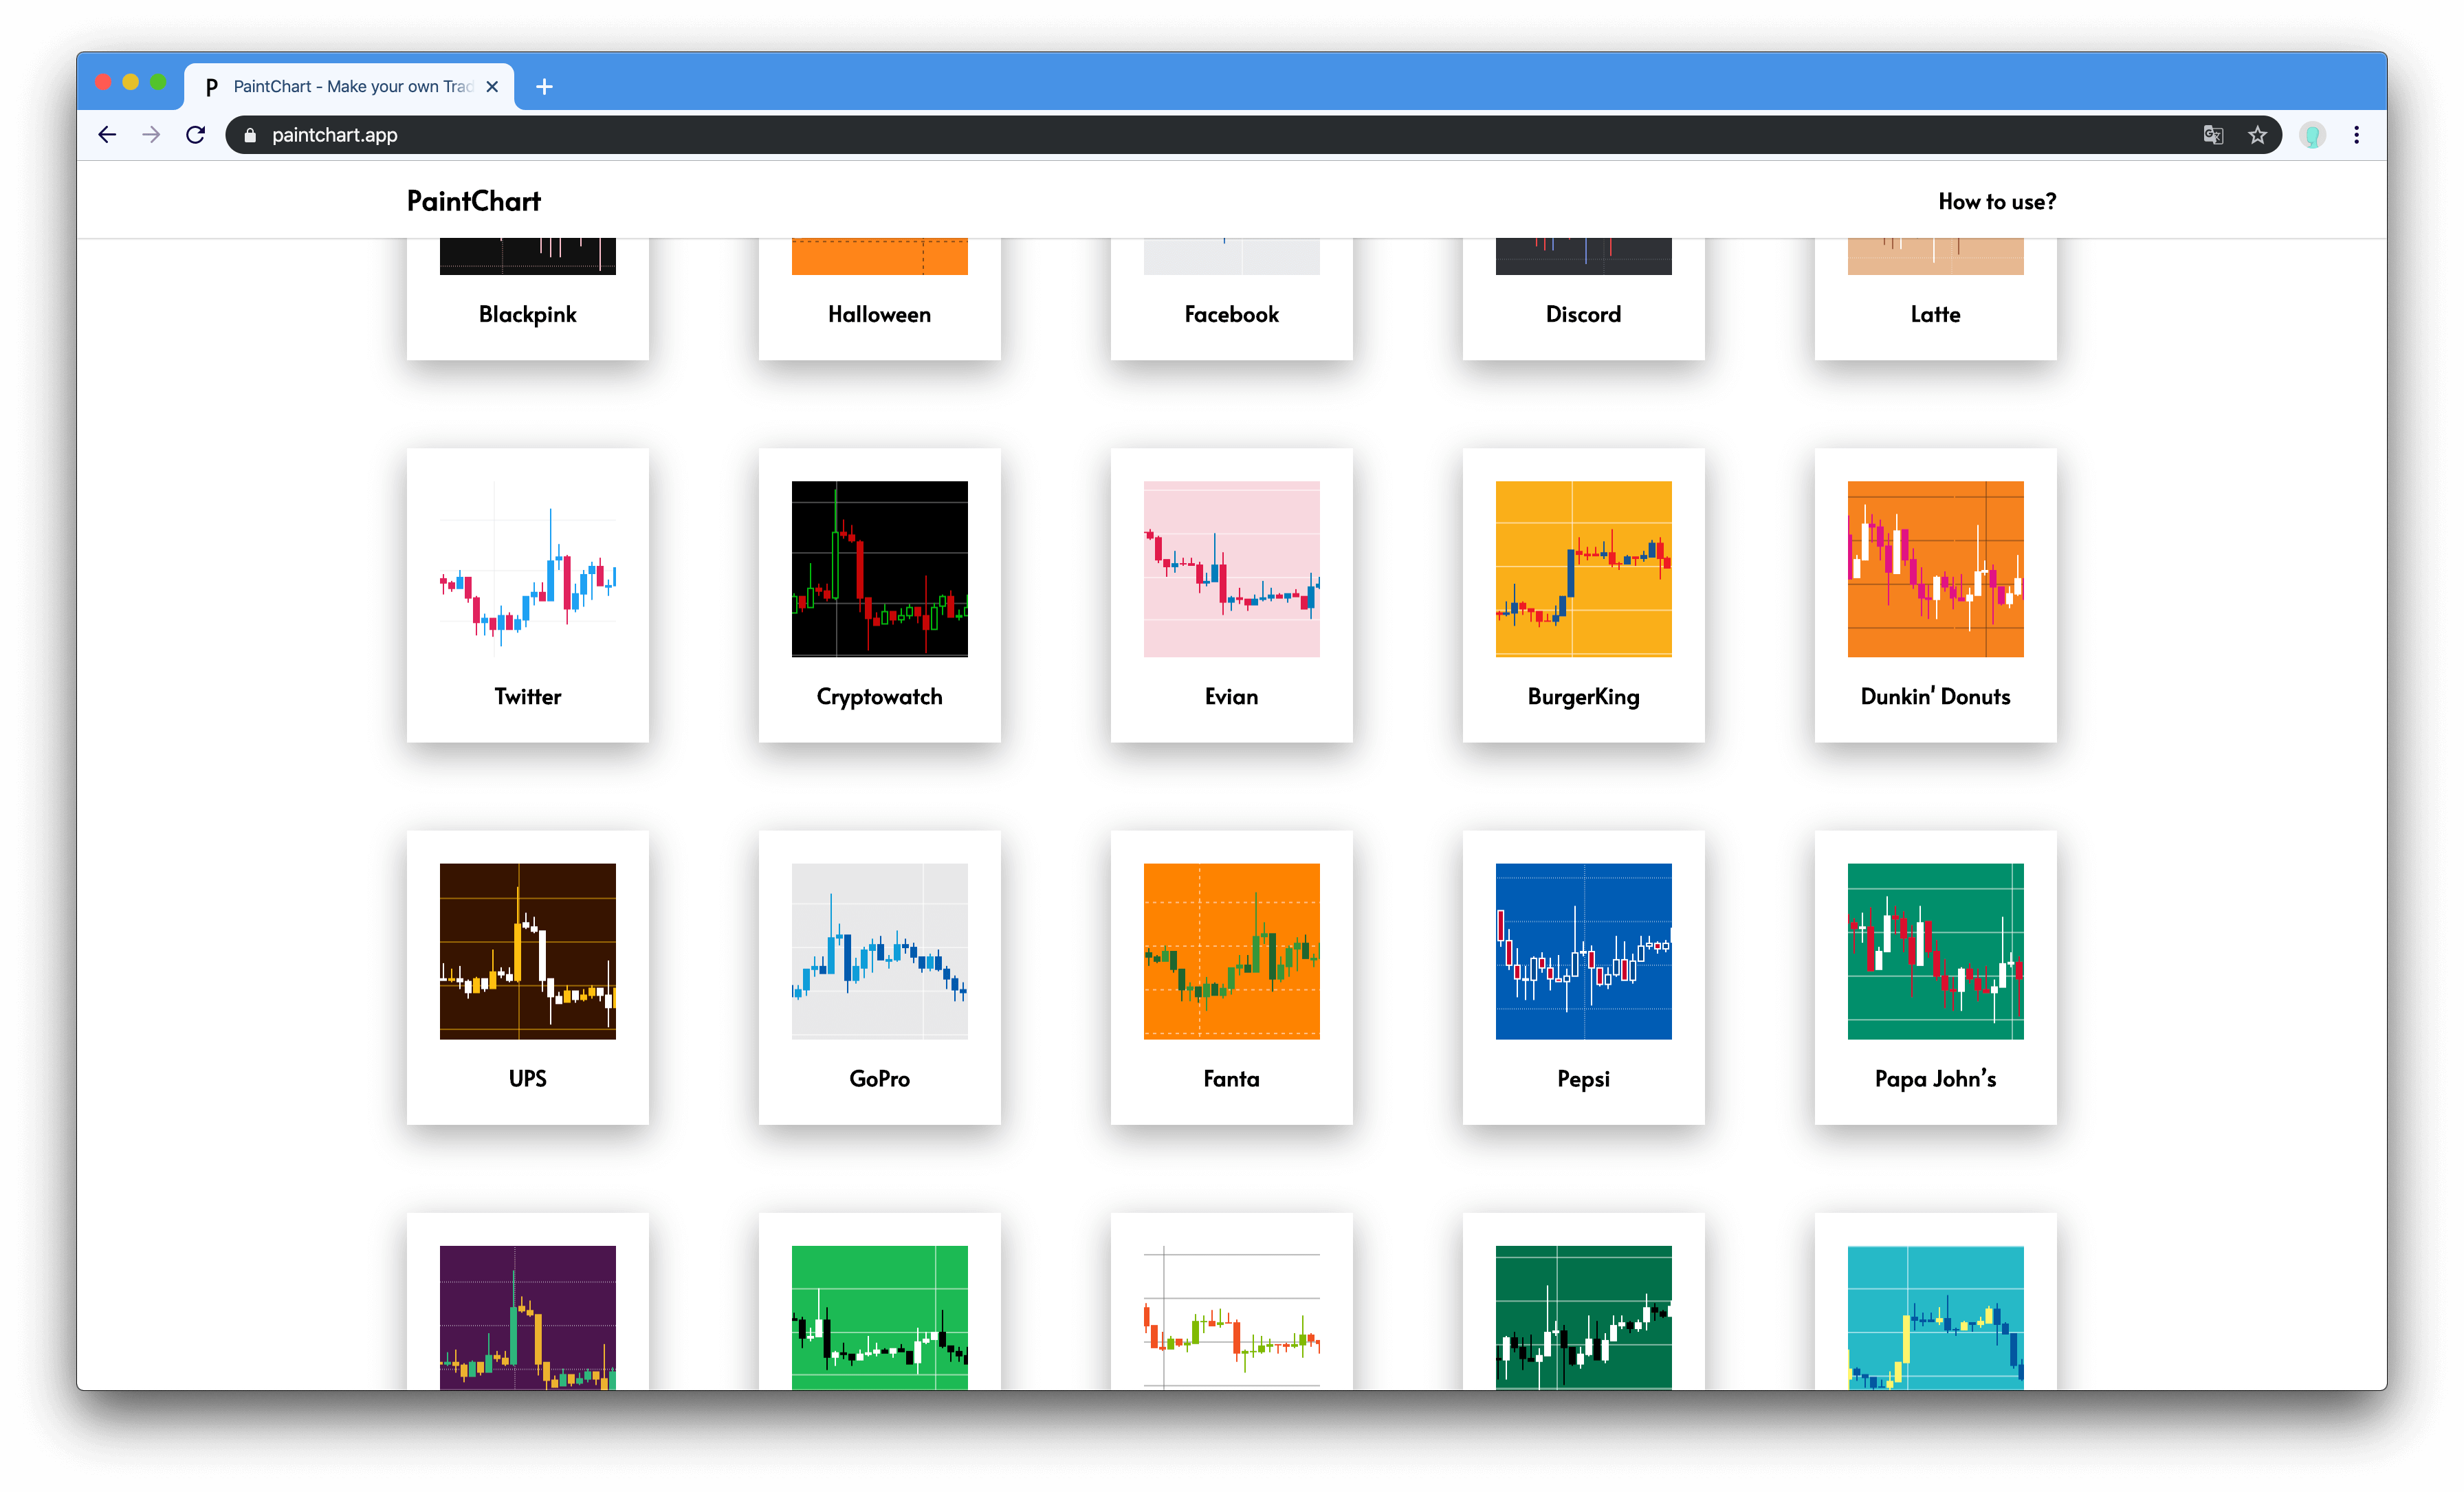 P PaintChart - Make your own Trad
paintchart.app
PaintChart How to use?
Blackpink Halloween Facebook Discord Latte
Twitter Cryptowatch Evian BurgerKing Dunkin' Donuts
UPS GoPro Fanta Pepsi Papa John’s